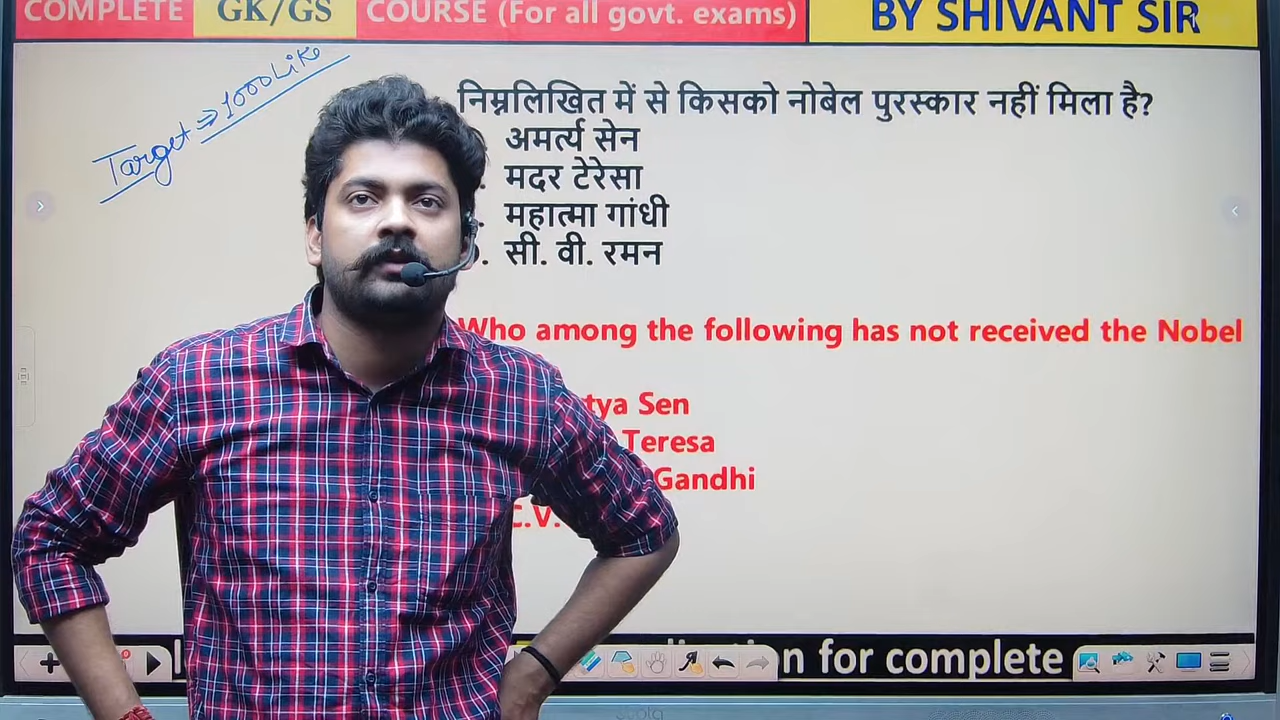 COMPLETE GK/GS COURSE (For all govt. exams) BY SHIVANT SIR
Target ⇒ 1000 Like
निम्नलिखित में से किसको नोबेल पुरस्कार नहीं मिला है?
अमर्त्य सेन
मदर टेरेसा
महात्मा गांधी
सी. वी. रमन
Who among the following has not received the Nobel
tya Sen
Teresa
Gandhi
C.V.
n for complete